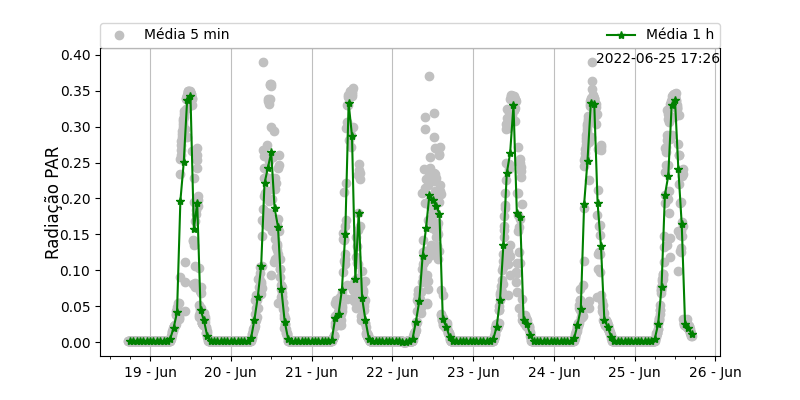 Média 5 min
Média 1 h
2022-06-25 17:26
Radiação PAR
0.40
0.35
0.30
0.25
0.20
0.15
0.10
0.05
0.00
19 - Jun
20 - Jun
21 - Jun
22 - Jun
23 - Jun
24 - Jun
25 - Jun
26 - Jun